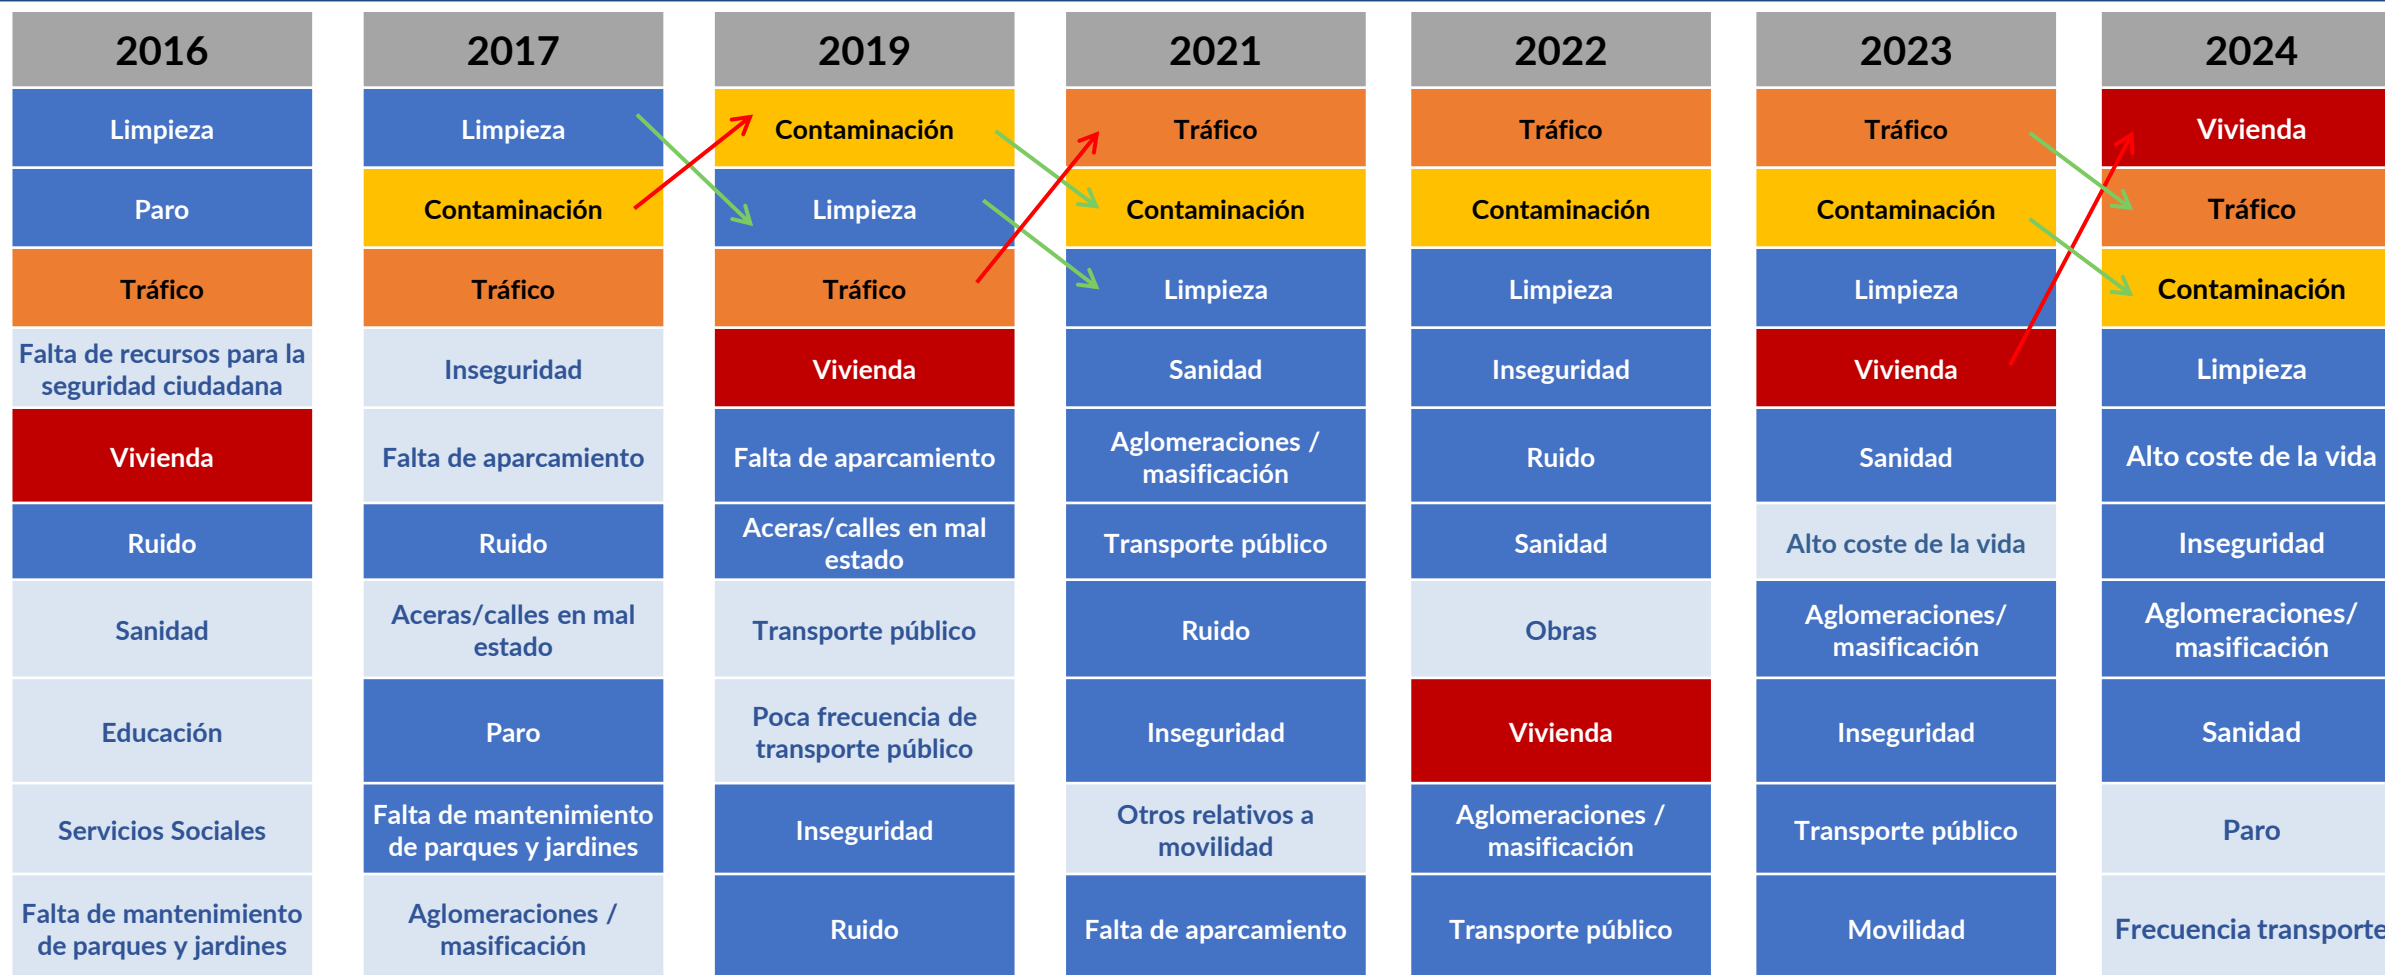 2016
2017
2019
2021
2022
2023
2024
Limpieza
Limpieza
Contaminación
Tráfico
Tráfico
Tráfico
Vivienda
Paro
Contaminación
Limpieza
Contaminación
Contaminación
Contaminación
Tráfico
Tráfico
Tráfico
Tráfico
Limpieza
Limpieza
Limpieza
Contaminación
Falta de recursos para la
seguridad ciudadana
Inseguridad
Vivienda
Sanidad
Inseguridad
Vivienda
Limpieza
Vivienda
Falta de aparcamiento
Falta de aparcamiento
Aglomeraciones /
masificación
Ruido
Sanidad
Alto coste de la vida
Ruido
Ruido
Aceras/calles en mal
estado
Transporte público
Sanidad
Alto coste de la vida
Inseguridad
Sanidad
Aceras/calles en mal
estado
Transporte público
Ruido
Obras
Aglomeraciones/
masificación
Aglomeraciones/
masificación
Educación
Paro
Poca frecuencia de
transporte público
Inseguridad
Vivienda
Inseguridad
Sanidad
Servicios Sociales
Falta de mantenimiento
de parques y jardines
Inseguridad
Otros relativos a
movilidad
Aglomeraciones /
masificación
Transporte público
Paro
Falta de mantenimiento
de parques y jardines
Aglomeraciones /
masificación
Ruido
Falta de aparcamiento
Transporte público
Movilidad
Frecuencia transporte